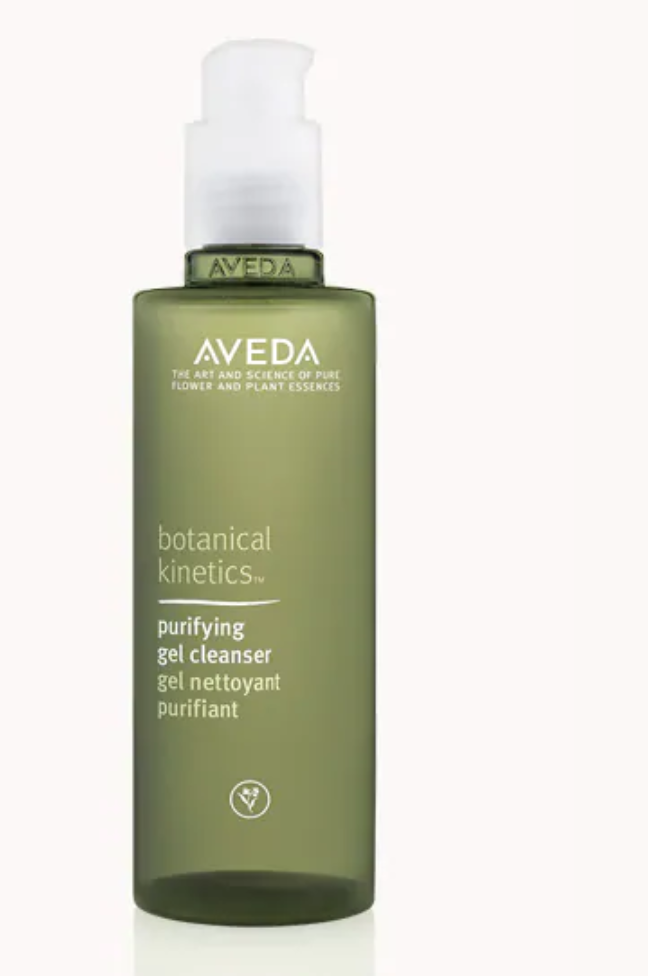 AVEDA
AVEDA
THE ART AND SCIENCE OF PURE
FLOWER AND PLANT ESSENCES
botanical
kinetics™
purifying
gel cleanser
gel nettoyant
purifiant